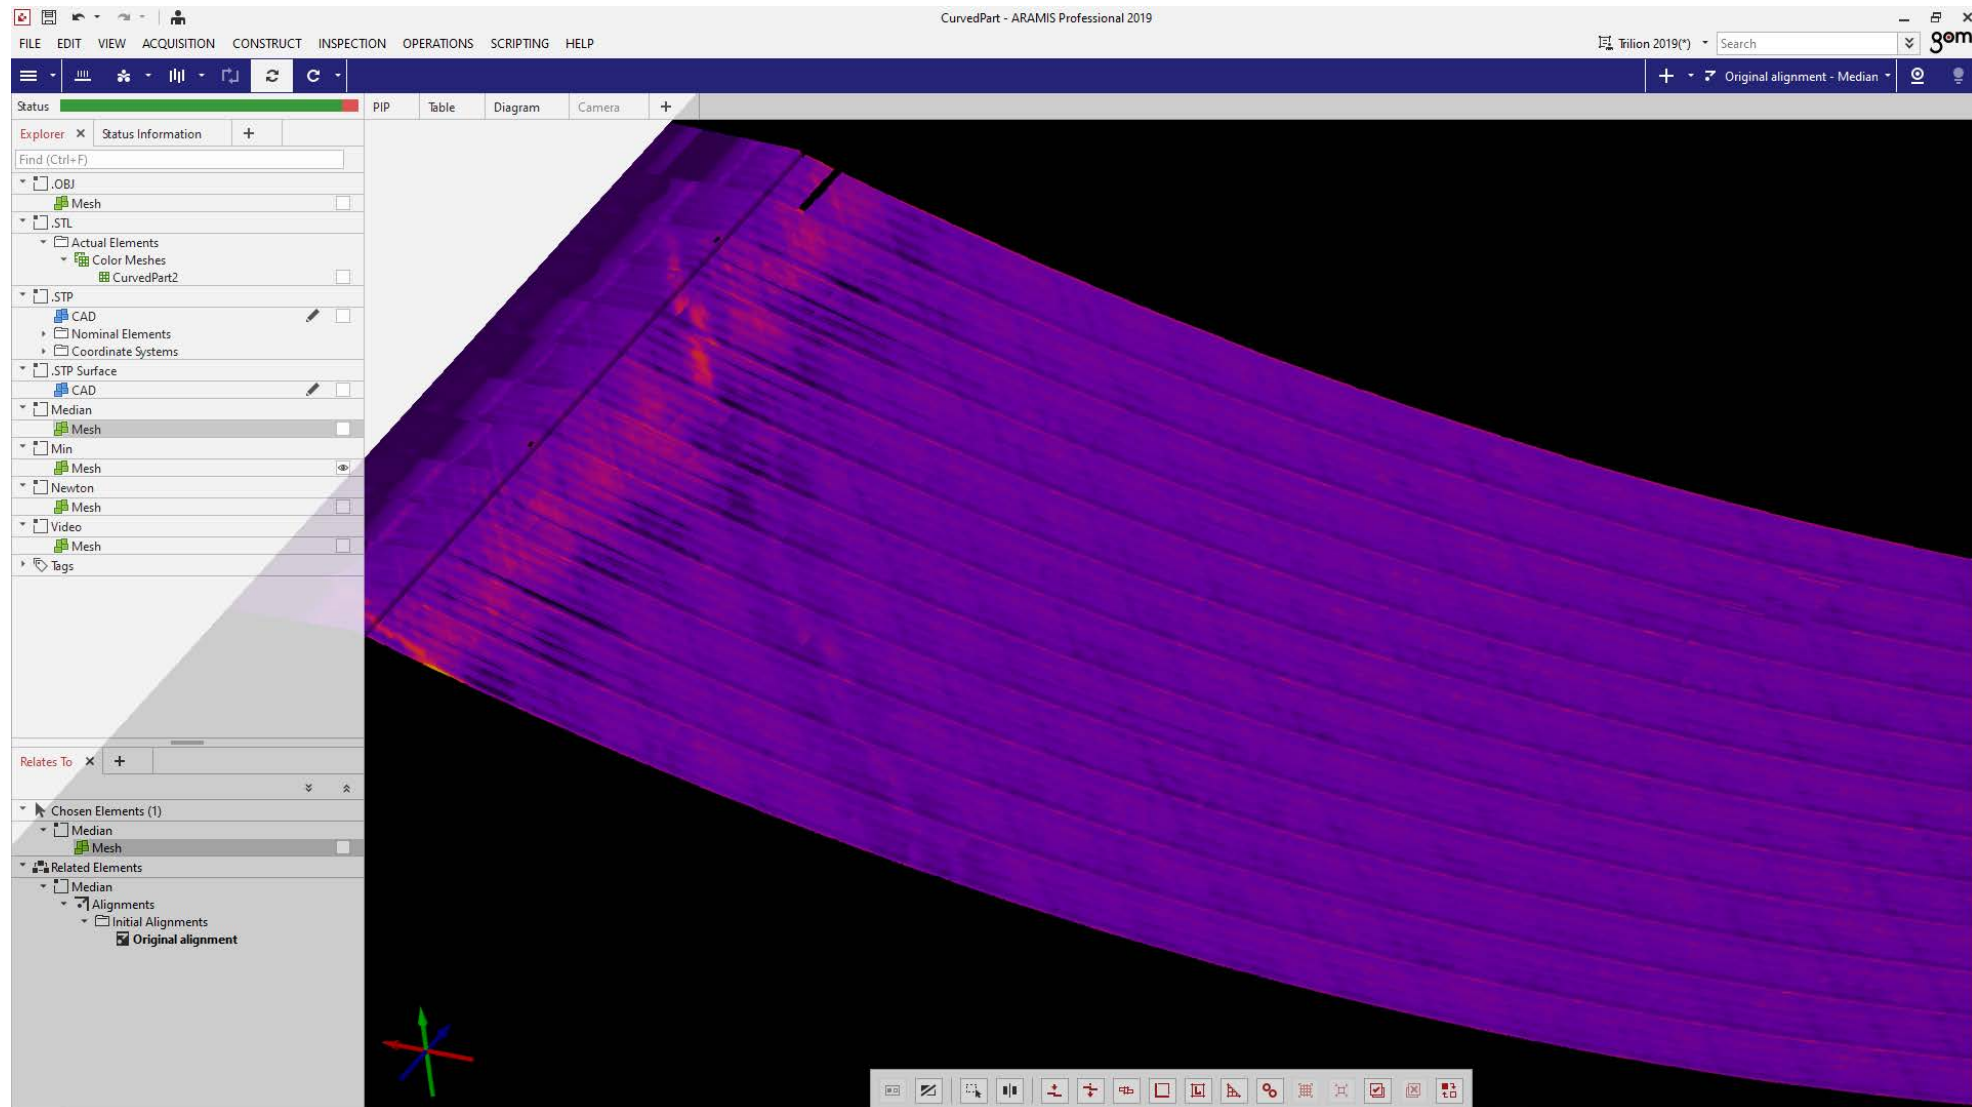 CurvedPart - ARAMIS Professional 2019
FILE EDIT VIEW ACQUISITION CONSTRUCT INSPECTION OPERATIONS SCRIPTING HELP
Trilion 2019(*) Search
gom
Original alignment - Median
Status
PIP Table Diagram Camera +
Explorer Status Information +
Find (Ctrl+F)
.OBJ
Mesh
.STL
Actual Elements
Color Meshes
CurvedPart2
.STP
CAD
Nominal Elements
Coordinate Systems
.STP Surface
CAD
Median
Mesh
Min
Mesh
Newton
Mesh
Video
Mesh
Tags
Relates To +
Chosen Elements (1)
Median
Mesh
Related Elements
Median
Alignments
Initial Alignments
Original alignment